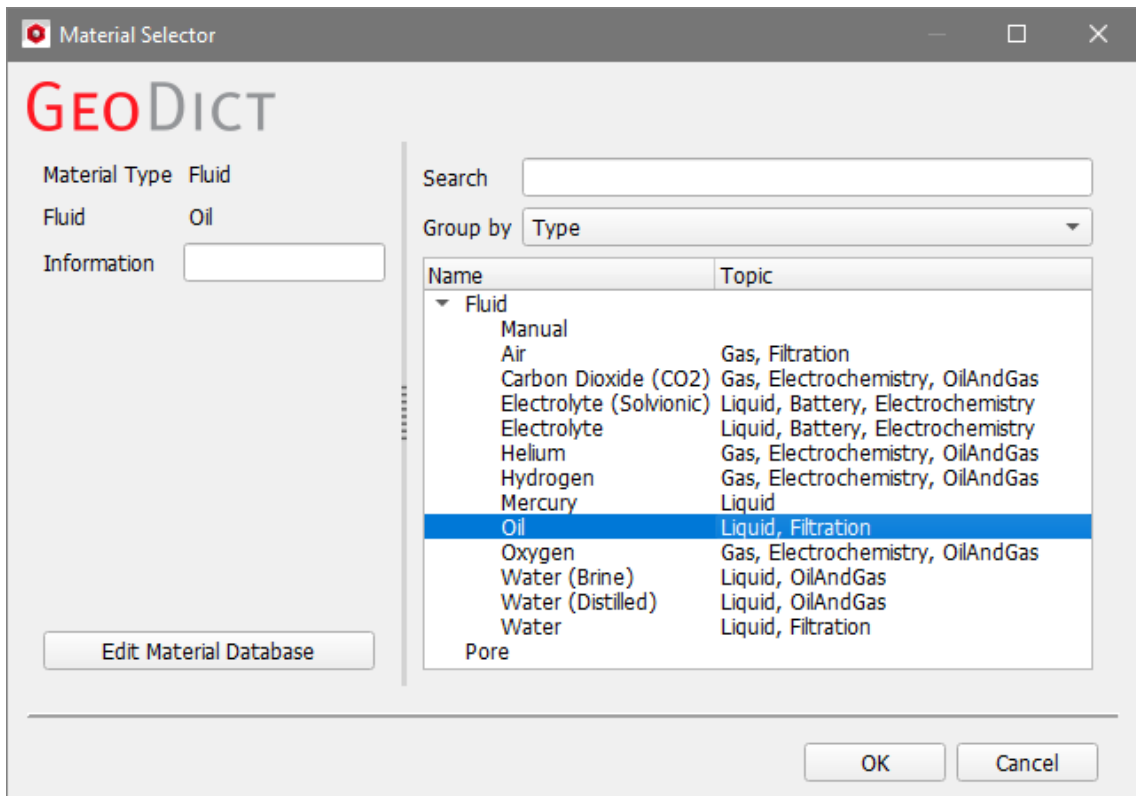 Material Selector
GEODICT
Material Type Fluid
Fluid Oil
Information
Edit Material Database
Search
Group by Type
Name Topic
Fluid
Manual
Air Gas, Filtration
Carbon Dioxide (CO2) Gas, Electrochemistry, OilAndGas
Electrolyte (Solvionic) Liquid, Battery, Electrochemistry
Electrolyte Liquid, Battery, Electrochemistry
Helium Gas, Electrochemistry, OilAndGas
Hydrogen Gas, Electrochemistry, OilAndGas
Mercury Liquid
Oil Liquid, Filtration
Oxygen Gas, Electrochemistry, OilAndGas
Water (Brine) Liquid, OilAndGas
Water (Distilled) Liquid, OilAndGas
Water Liquid, Filtration
Pore
OK Cancel